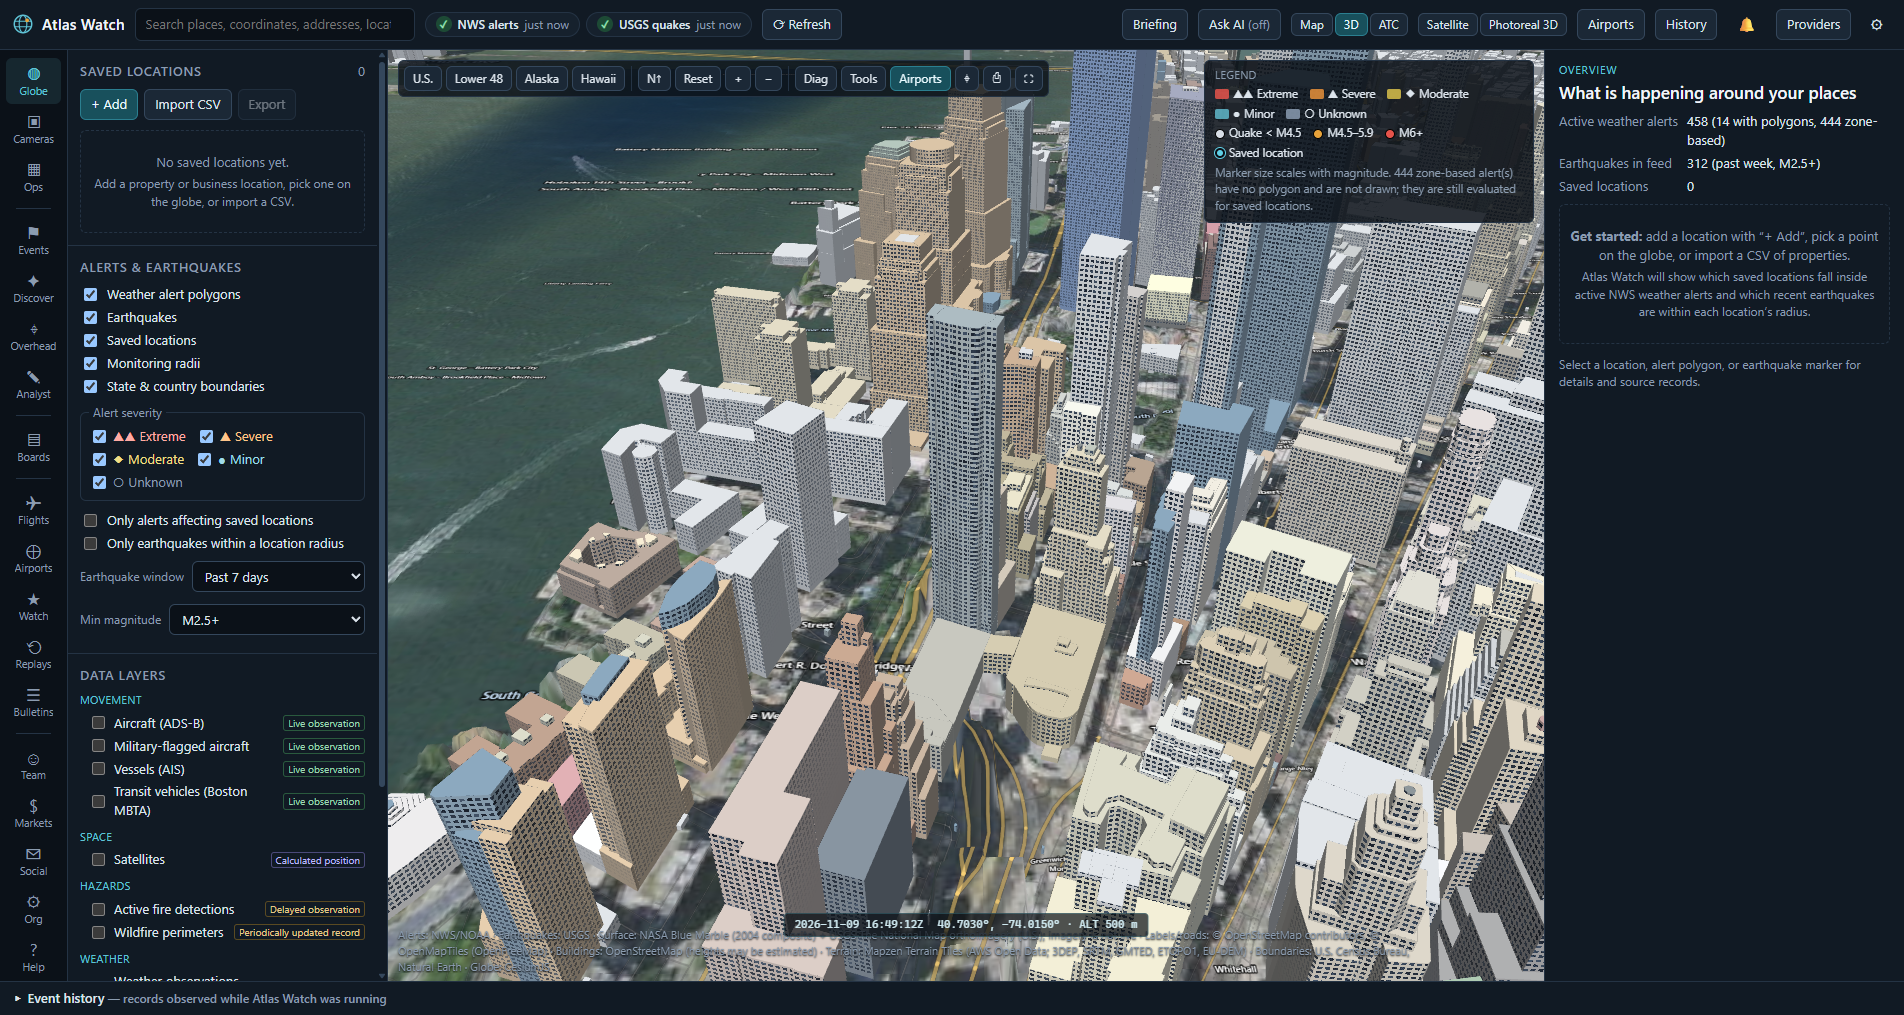 Atlas Watch
Search places, coordinates, addresses, locat
NWS alerts just now
USGS quakes just now
Refresh
Briefing
Ask AI (off)
Map
3D
ATC
Satellite
Photoreal 3D
Airports
History
Providers
Globe
Cameras
Ops
Events
Discover
Overhead
Analyst
Boards
Flights
Airports
Watch
Replays
Bulletins
Team
Markets
Social
Org
Help
SAVED LOCATIONS 0
+ Add
Import CSV
Export
No saved locations yet.
Add a property or business location, pick one on
the globe, or import a CSV.
ALERTS & EARTHQUAKES
Weather alert polygons
Earthquakes
Saved locations
Monitoring radii
State & country boundaries
Alert severity
Extreme
Severe
Moderate
Minor
Unknown
Only alerts affecting saved locations
Only earthquakes within a location radius
Earthquake window Past 7 days
Min magnitude M2.5+
DATA LAYERS
MOVEMENT
Aircraft (ADS-B) Live observation
Military-flagged aircraft Live observation
Vessels (AIS) Live observation
Transit vehicles (Boston
MBTA) Live observation
SPACE
Satellites Calculated position
HAZARDS
Active fire detections Delayed observation
Wildfire perimeters Periodically updated record
WEATHER
U.S.
Lower 48
Alaska
Hawaii
N↑
Reset
+
−
Diag
Tools
Airports
LEGEND
Extreme Severe Moderate
Minor Unknown
Quake < M4.5 M4.5–5.9 M6+
Saved location
Marker size scales with magnitude. 444 zone-based alert(s)
have no polygon and are not drawn; they are still evaluated
for saved locations.
Street
Whitehall
2026-11-09 16:49:12Z 40.7030°, −74.0150° · ALT 500 m
Natural Earth
OVERVIEW
What is happening around your places
Active weather alerts 458 (14 with polygons, 444 zone-
based)
Earthquakes in feed 312 (past week, M2.5+)
Saved locations 0
Get started: add a location with “+ Add”, pick a point
on the globe, or import a CSV of properties.
Atlas Watch will show which saved locations fall inside
active NWS weather alerts and which recent earthquakes
are within each location’s radius.
Select a location, alert polygon, or earthquake marker for
details and source records.
Event history — records observed while Atlas Watch was running